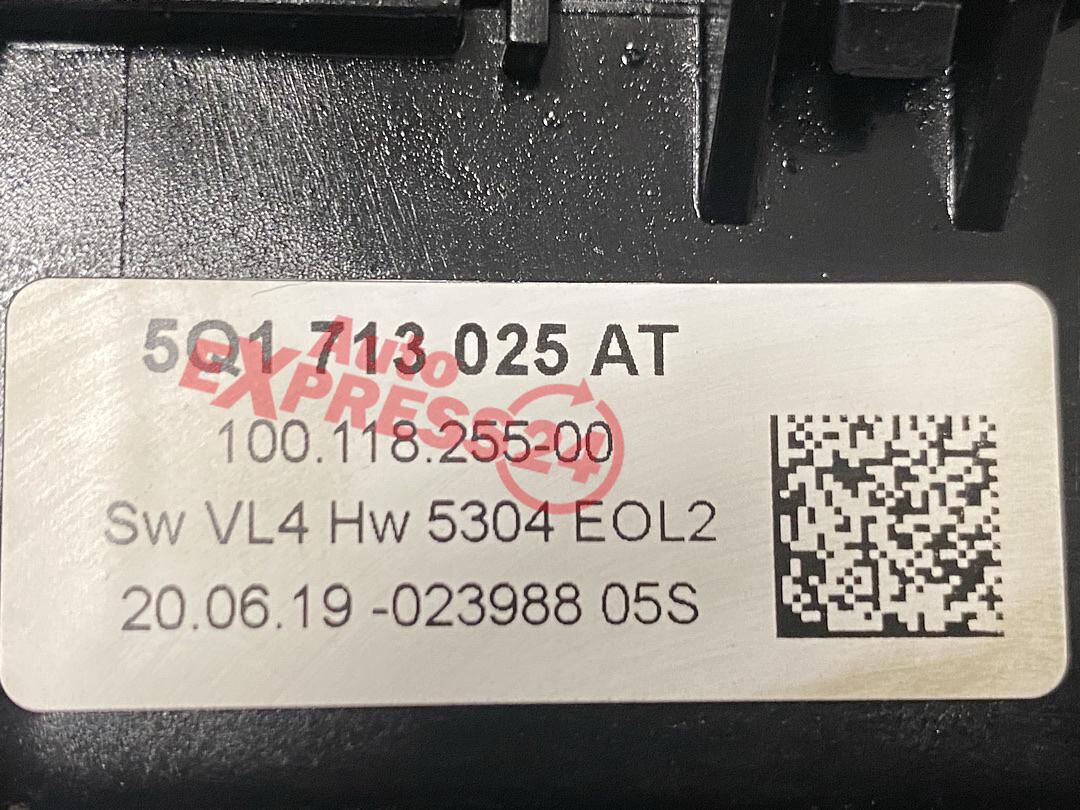 5Q1 713 025 AT
Auto
EXPRESS24
100.118.255-00
Sw VL4 Hw 5304 EOL2
20.06.19 -023988 05S